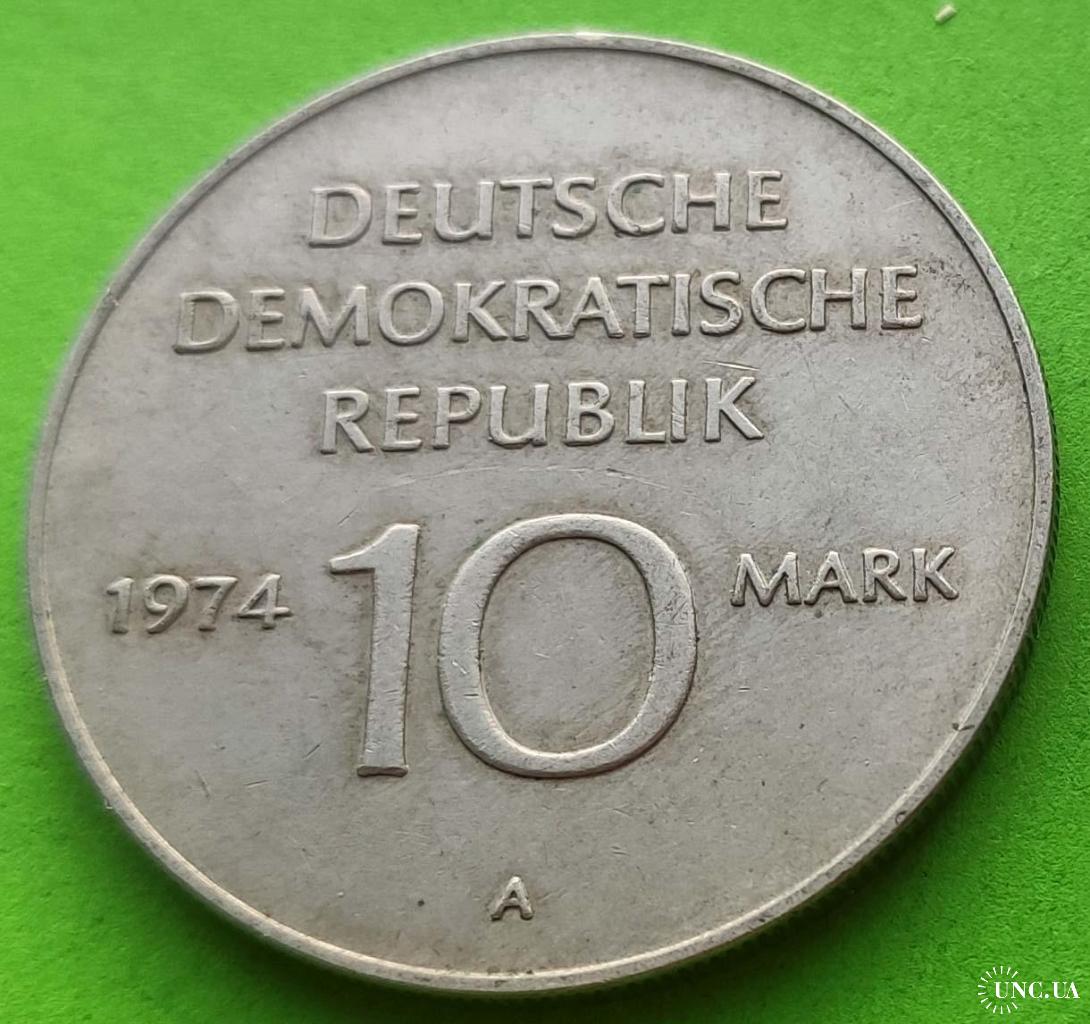 DEUTSCHE
DEMOKRATISCHE
REPUBLIK
1974 10 MARK
A
UNC.UA